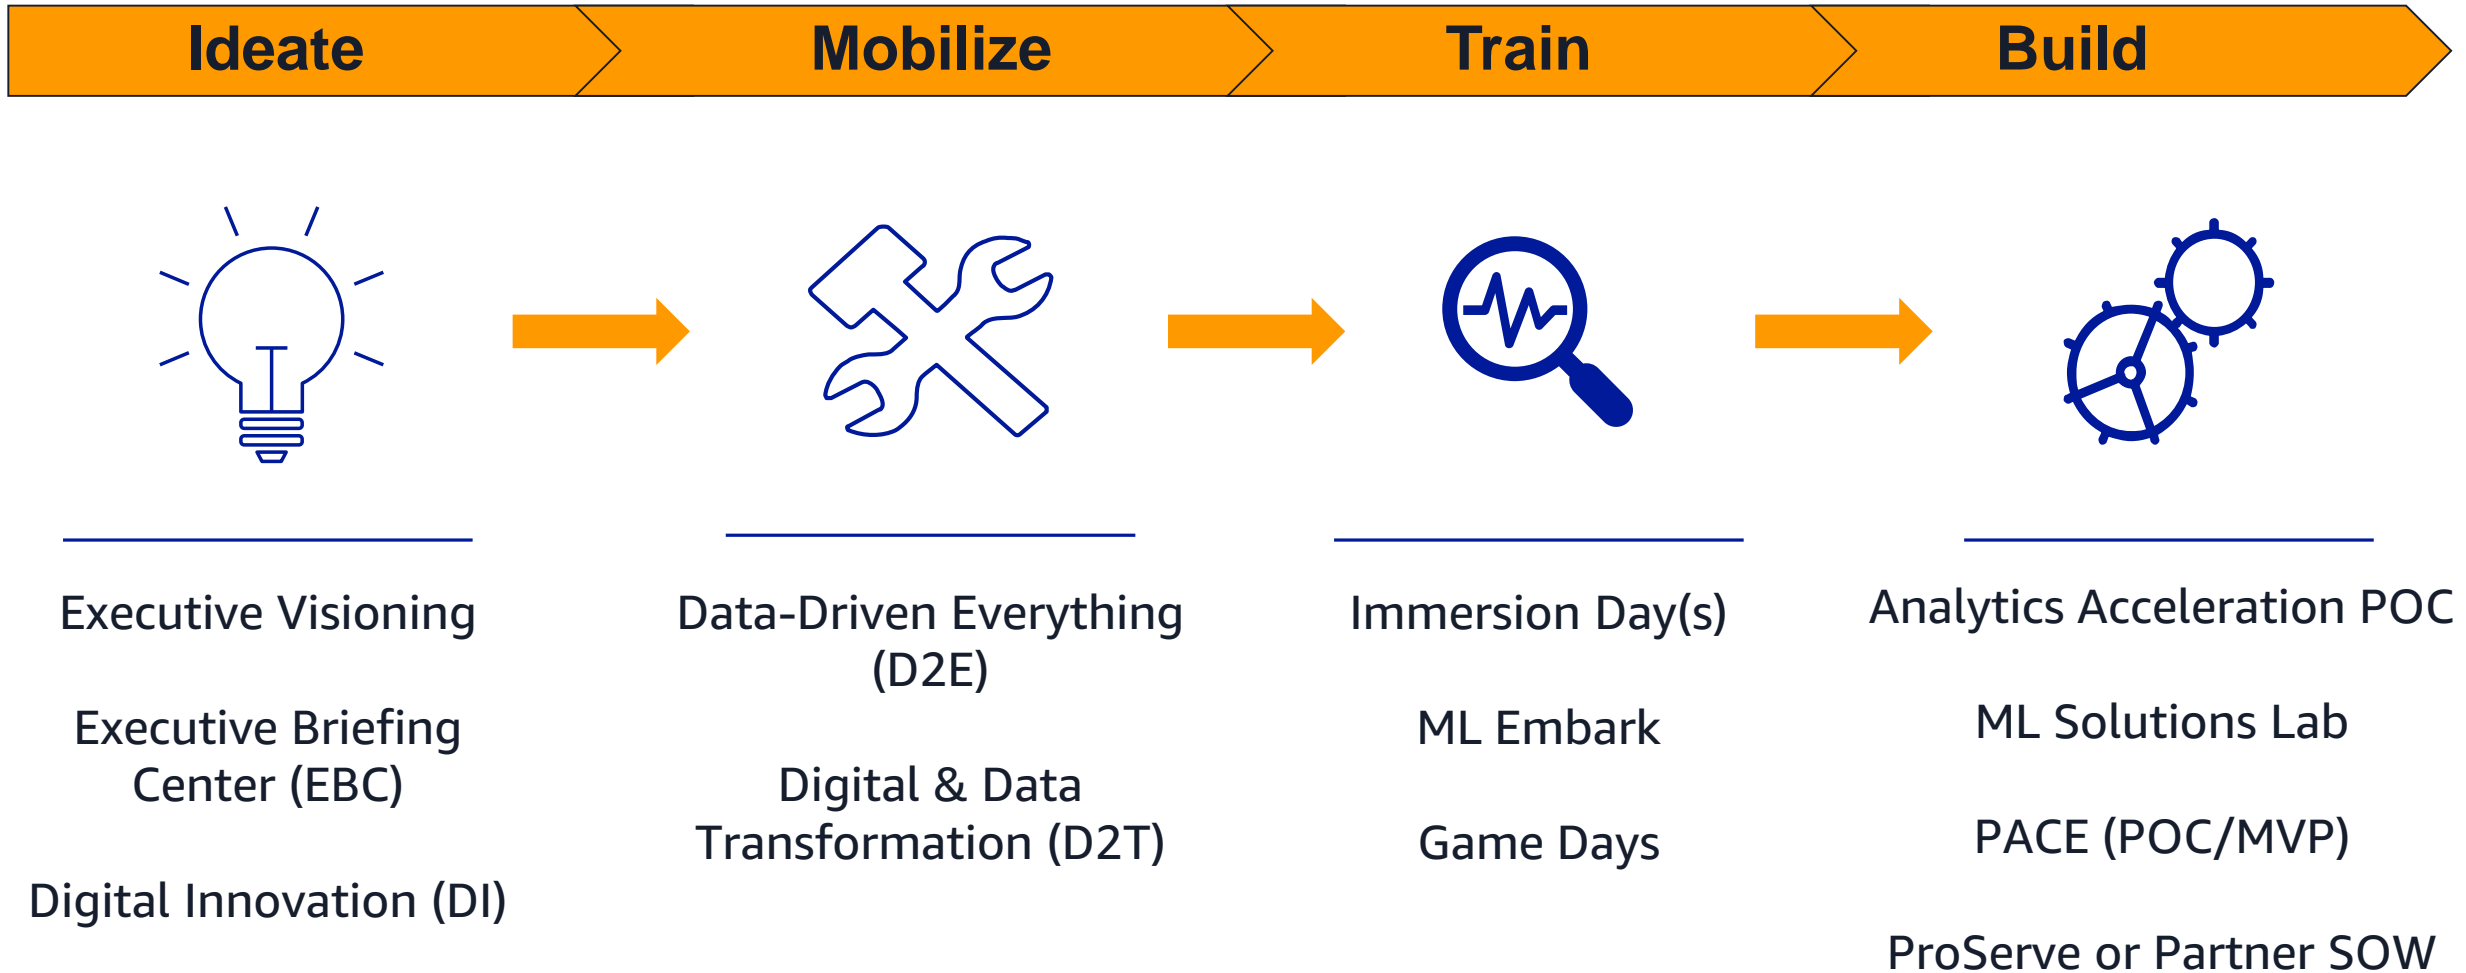 Ideate
Mobilize
Train
Build
Executive Visioning
Executive Briefing
Center (EBC)
Digital Innovation (DI)
Data-Driven Everything
(D2E)
Digital & Data
Transformation (D2T)
Immersion Day(s)
ML Embark
Game Days
Analytics Acceleration POC
ML Solutions Lab
PACE (POC/MVP)
ProServe or Partner SOW